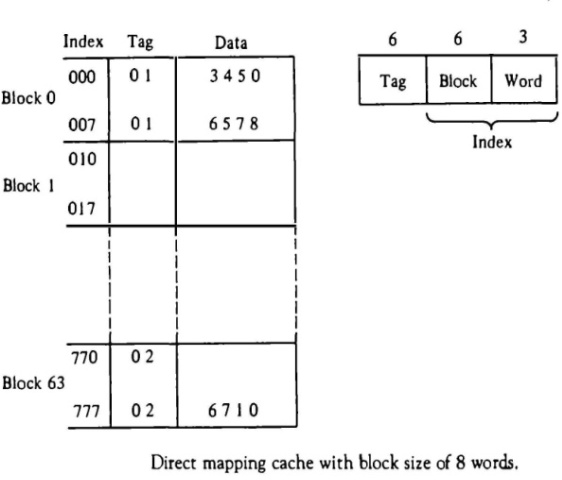 Index Tag Data
Block 0
000 01 3450
007 01 6578
Block 1
010
017
Block 63
770 02
777 02 6710
6 6 3
Tag Block Word
Index
Direct mapping cache with block size of 8 words.